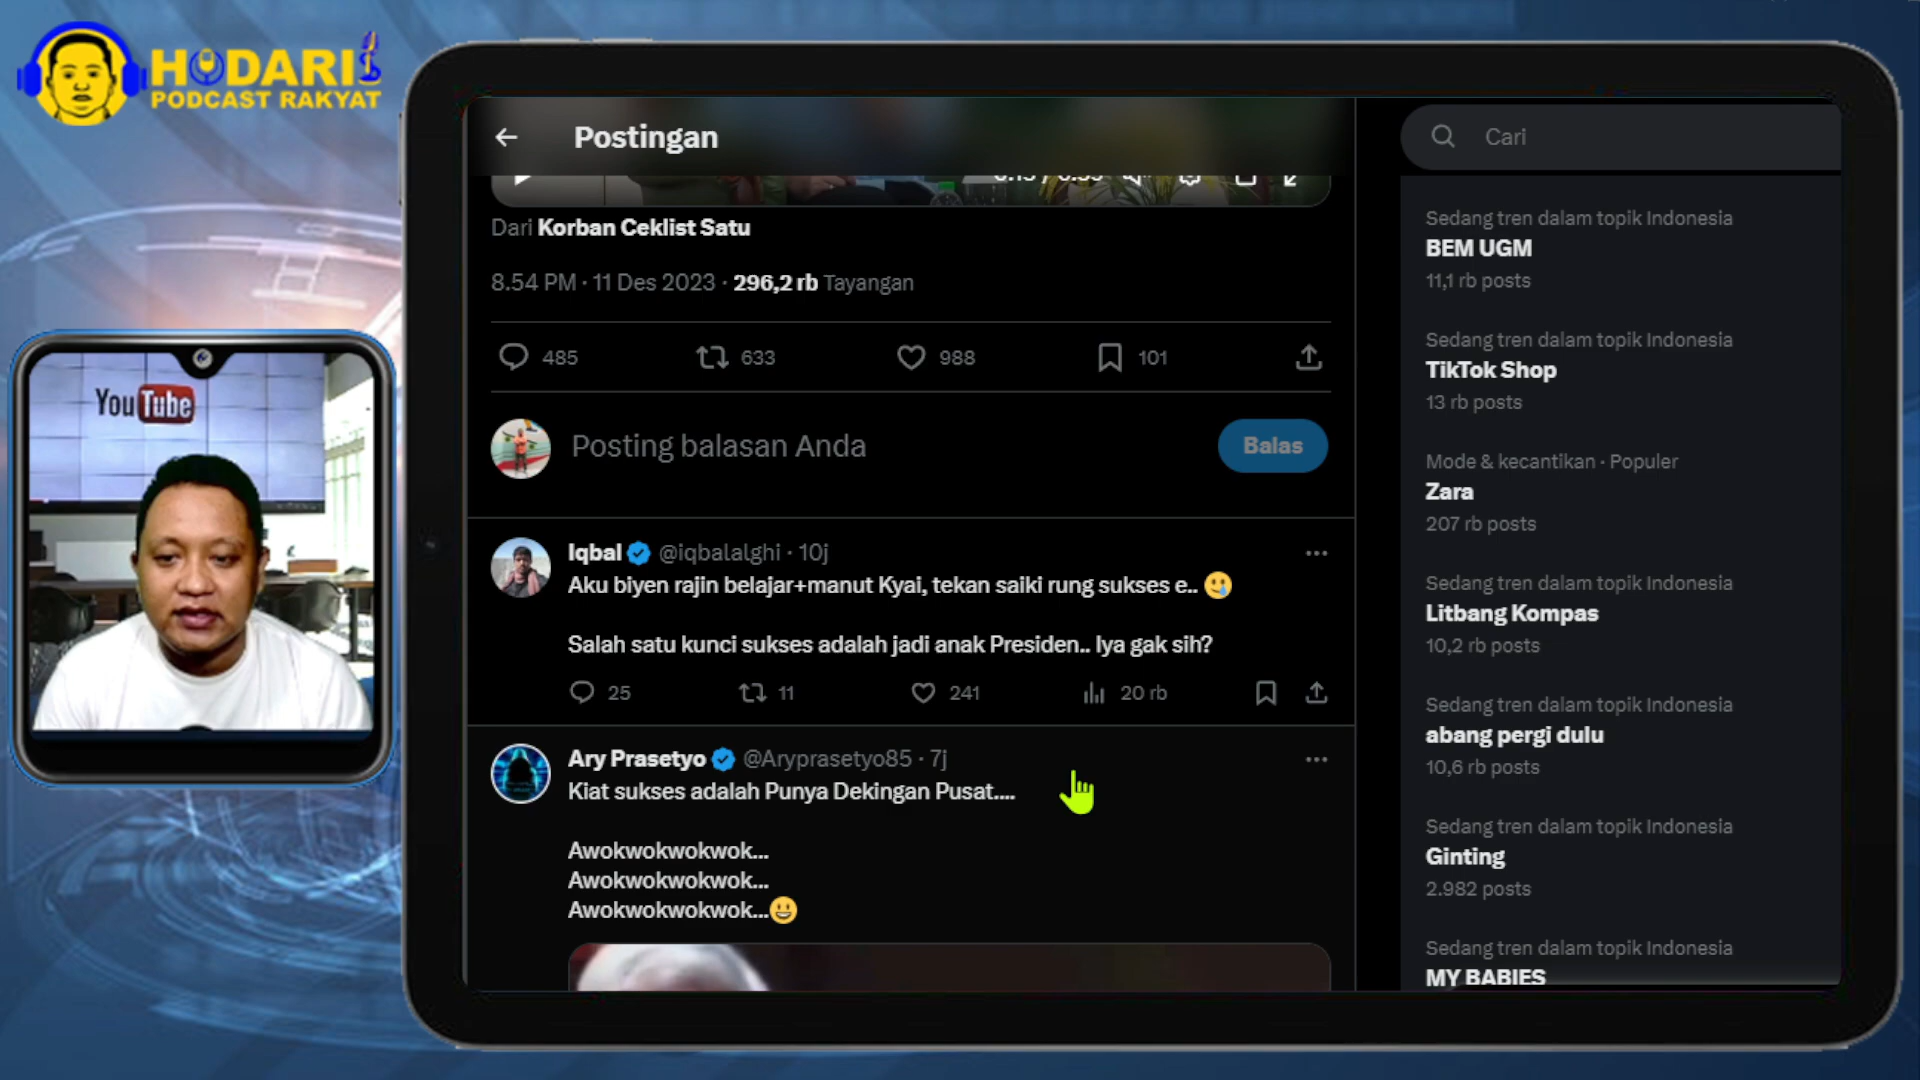 HODARI
PODCAST RAKYAT
YouTube
Postingan
Dari Korban Ceklist Satu
8.54 PM · 11 Des 2023 · 296,2 rb Tayangan
485 633 988 101
Posting balasan Anda
Balas
Iqbal @iqbalalghi · 10j
Aku biyen rajin belajar+manut Kyai, tekan saiki rung sukses e..
Salah satu kunci sukses adalah jadi anak Presiden.. Iya gak sih?
25 11 241 20 rb
Ary Prasetyo @Aryprasetyo85 · 7j
Kiat sukses adalah Punya Dekingan Pusat....
Awokwokwokwok...
Awokwokwokwok...
Awokwokwokwok...
Cari
Sedang tren dalam topik Indonesia
BEM UGM
11,1 rb posts
Sedang tren dalam topik Indonesia
TikTok Shop
13 rb posts
Mode & kecantikan · Populer
Zara
207 rb posts
Sedang tren dalam topik Indonesia
Litbang Kompas
10,2 rb posts
Sedang tren dalam topik Indonesia
abang pergi dulu
10,6 rb posts
Sedang tren dalam topik Indonesia
Ginting
2.982 posts
Sedang tren dalam topik Indonesia
MY BABIES